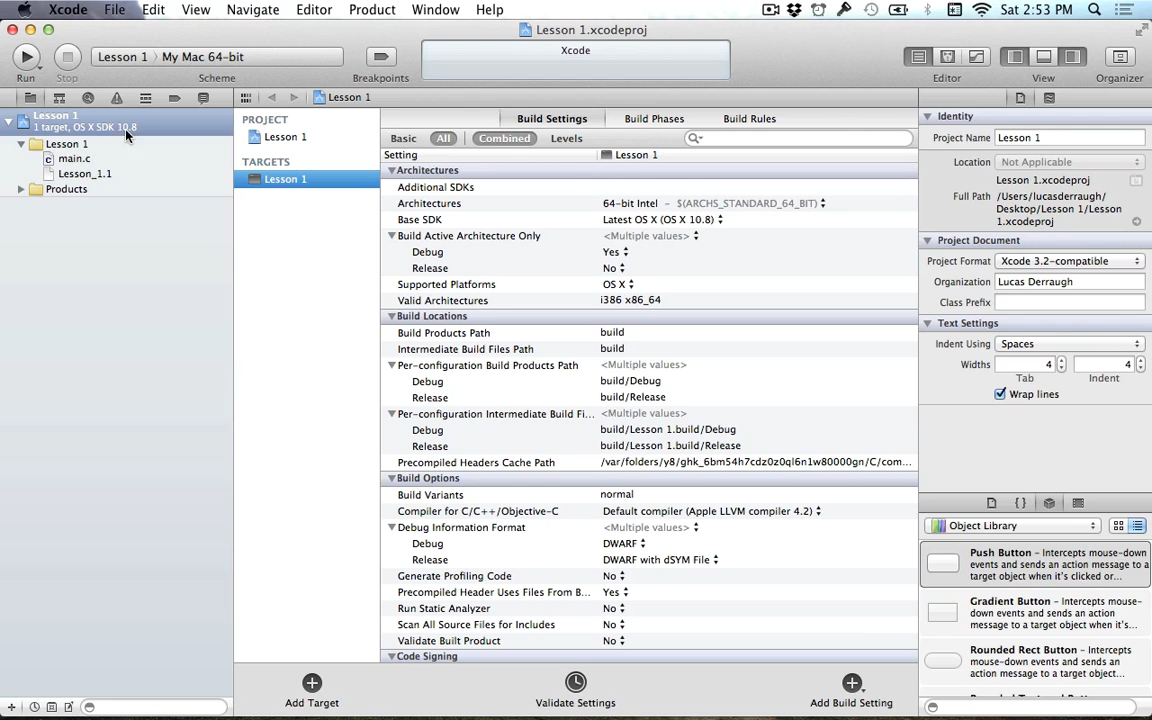 Xcode File Edit View Navigate Editor Product Window Help Sat 2:53 PM
Lesson 1.xcodeproj
Lesson 1 My Mac 64-bit
Xcode
Run Stop Scheme Breakpoints Editor View Organizer
Lesson 1
Lesson 1
1 target, OS X SDK 10.8
Lesson 1
main.c
Lesson_1.1
Products
PROJECT
Lesson 1
TARGETS
Lesson 1
Build Settings Build Phases Build Rules
Basic All Combined Levels
Setting Lesson 1
Architectures
Additional SDKs
Architectures 64-bit Intel – $(ARCHS_STANDARD_64_BIT)
Base SDK Latest OS X (OS X 10.8)
Build Active Architecture Only <Multiple values>
Debug Yes
Release No
Supported Platforms OS X
Valid Architectures i386 x86_64
Build Locations
Build Products Path build
Intermediate Build Files Path build
Per-configuration Build Products Path <Multiple values>
Debug build/Debug
Release build/Release
Per-configuration Intermediate Build Fi... <Multiple values>
Debug build/Lesson 1.build/Debug
Release build/Lesson 1.build/Release
Precompiled Headers Cache Path /var/folders/y8/ghk_6bm54h7cdz0z0ql6n1w80000gn/C/com...
Build Options
Build Variants normal
Compiler for C/C++/Objective-C Default compiler (Apple LLVM compiler 4.2)
Debug Information Format <Multiple values>
Debug DWARF
Release DWARF with dSYM File
Generate Profiling Code No
Precompiled Header Uses Files From B... Yes
Run Static Analyzer No
Scan All Source Files for Includes No
Validate Built Product No
Code Signing
Add Target Validate Settings Add Build Setting
Identity
Project Name Lesson 1
Location Not Applicable
Lesson 1.xcodeproj
Full Path /Users/lucasderraugh/
Desktop/Lesson 1/Lesson
1.xcodeproj
Project Document
Project Format Xcode 3.2-compatible
Organization Lucas Derraugh
Class Prefix
Text Settings
Indent Using Spaces
Widths 4 4
Tab Indent
Wrap lines
Object Library
Push Button – Intercepts mouse-down
events and sends an action message to a
target object when it's clicked or...
Gradient Button – Intercepts mouse-
down events and sends an action
message to a target object when it's...
Rounded Rect Button – Intercepts
mouse-down events and sends an
action message to a target object...